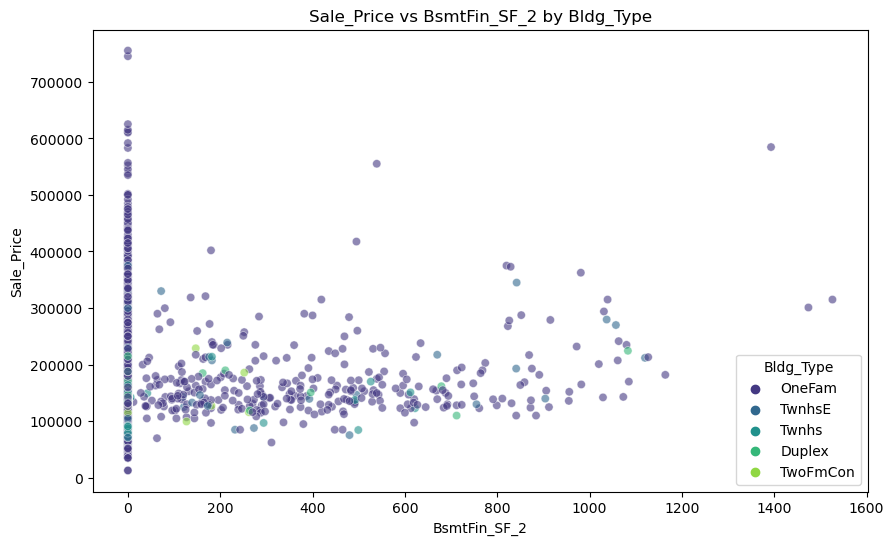 Sale_Price vs BsmtFin_SF_2 by Bldg_Type
Sale_Price
700000
600000
500000
400000
300000
200000
100000
0
0 200 400 600 800 1000 1200 1400 1600
BsmtFin_SF_2
Bldg_Type
OneFam
TwnhsE
Twnhs
Duplex
TwoFmCon